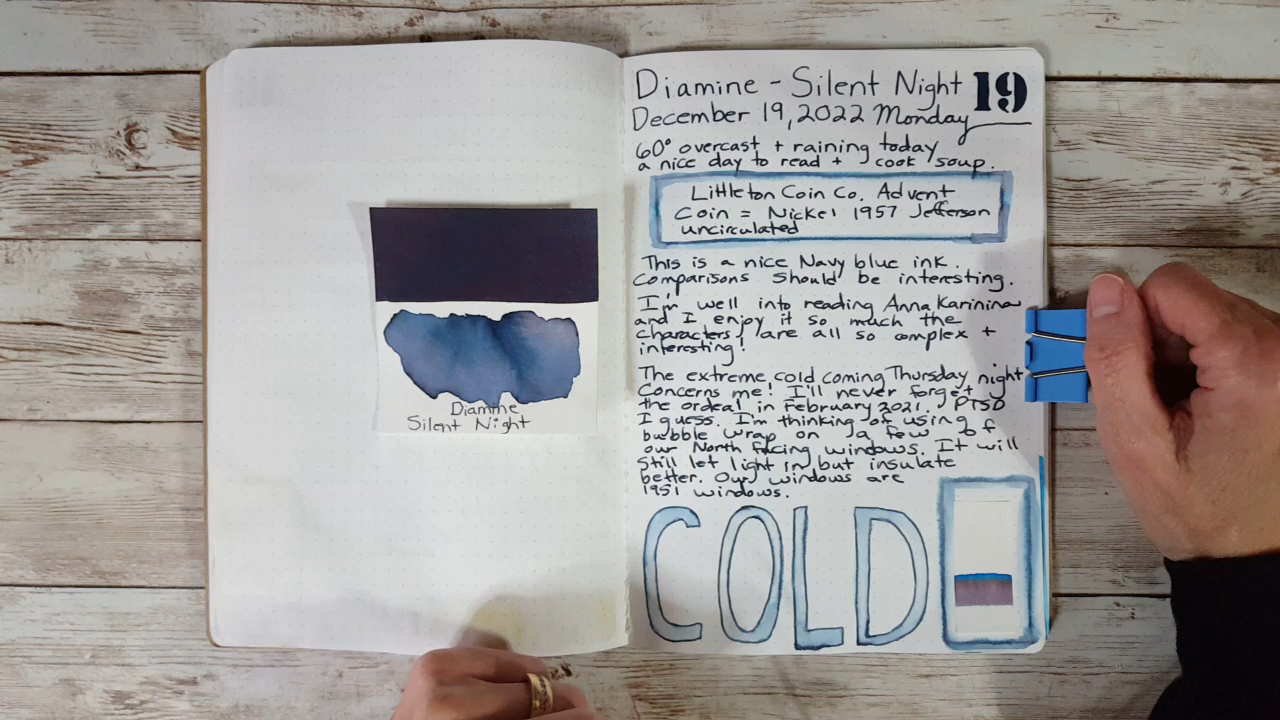 Diamine
Silent Night
Diamine - Silent Night
19
December 19, 2022 Monday
60° overcast + raining today
a nice day to read + cook soup.
Littleton Coin Co. Advent
Coin = Nickel 1957 Jefferson
uncirculated
This is a nice Navy blue ink.
Comparisons should be interesting.
I'm well into reading Anna Karinina
and I enjoy it so much the
characters are all so complex +
interesting.
The extreme cold coming Thursday night
concerns me! I'll never forget
the ordeal in February 2021. PTSD
I guess. I'm thinking of using
bubble wrap on a few of
our North facing windows. It will
still let light in but insulate
better. Our windows are
1951 windows.
COLD